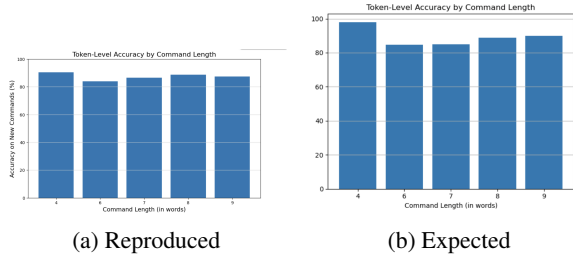 Token-Level Accuracy by Command Length
Accuracy on New Commands (%)
100
80
60
40
20
0
4 6 7 8 9
Command Length (in words)
(a) Reproduced
Token-Level Accuracy by Command Length
100
80
60
40
20
0
4 6 7 8 9
Command Length (in words)
(b) Expected